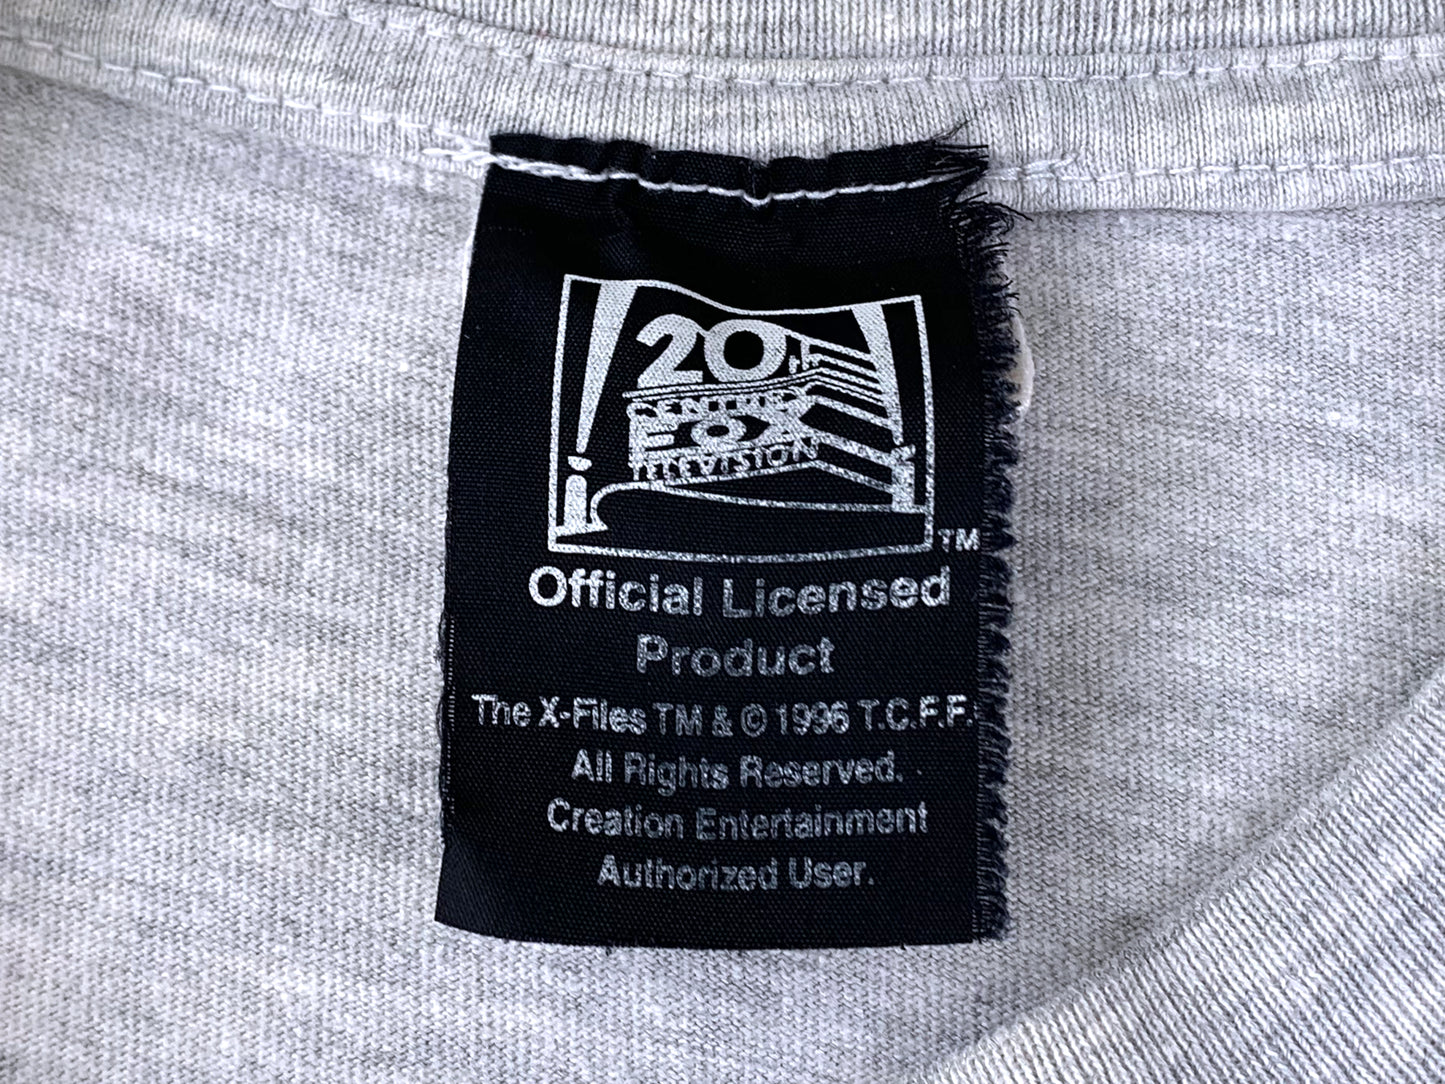 20th
CENTURY
FOX
TELEVISION
TM
Official Licensed
Product
The X-Files TM & © 1996 T.C.F.F.
All Rights Reserved.
Creation Entertainment
Authorized User.